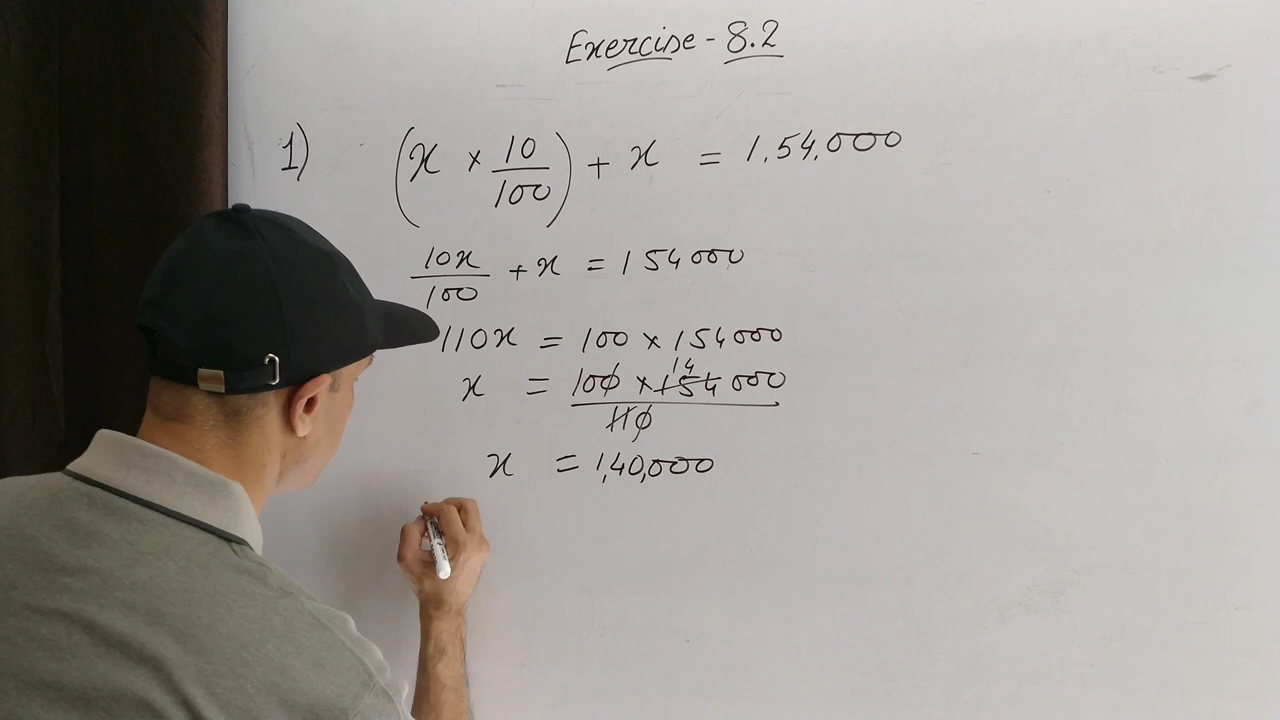 Exercise - 8.2
1) (x × 10/100) + x = 1,54,000
10x/100 + x = 154000
110x = 100 × 154000
x = 100 × 154000/110 14
x = 1,40,000